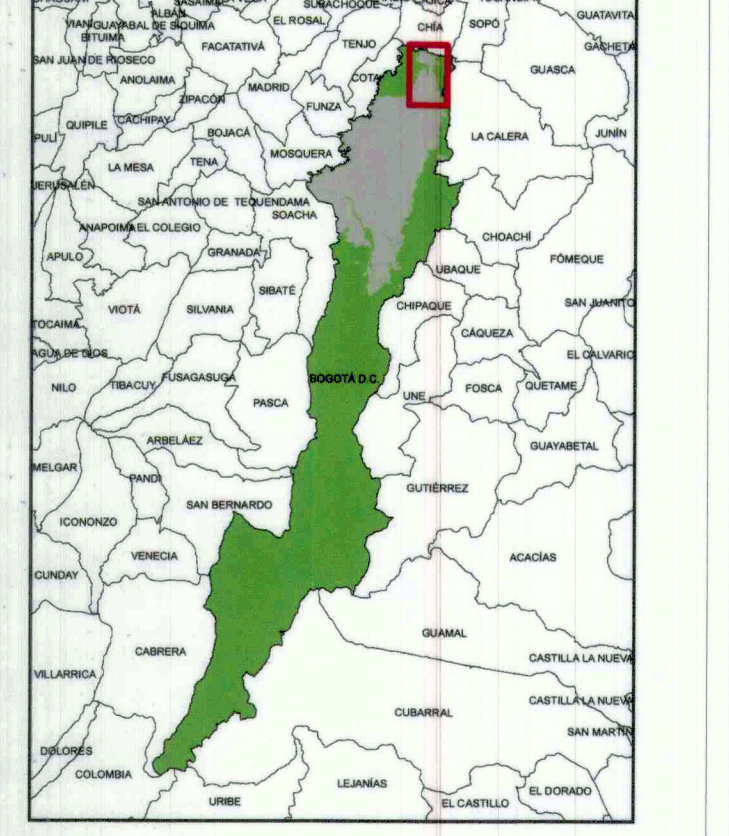 SASAIMA
SUBACHOQUE
ALBÁN
GUATAVITA
VIANÍ
GUAYABAL DE SÍQUIMA
EL ROSAL
CHÍA
SOPÓ
BITUIMA
FACATATIVÁ
TENJO
GACHETÁ
SAN JUAN DE RIOSECO
ANOLAIMA
COTA
GUASCA
ZIPACÓN
MADRID
FUNZA
PULÍ
QUIPILE
CACHIPAY
BOJACÁ
LA CALERA
JUNÍN
LA MESA
TENA
MOSQUERA
JERUSALÉN
SAN ANTONIO DE TEQUENDAMA
SOACHA
ANAPOIMA
EL COLEGIO
CHOACHÍ
APULO
GRANADA
FÓMEQUE
UBAQUE
SIBATÉ
VIOTÁ
SILVANIA
CHIPAQUE
SAN JUANITO
TOCAIMA
CÁQUEZA
AGUA DE DIOS
EL CALVARIO
NILO
TIBACUY
FUSAGASUGA
BOGOTÁ D.C.
PASCA
UNE
FOSCA
QUETAME
ARBELÁEZ
GUAYABETAL
MELGAR
PANDI
GUTIÉRREZ
SAN BERNARDO
ICONONZO
VENECIA
ACACÍAS
CUNDAY
GUAMAL
CABRERA
CASTILLA LA NUEVA
VILLARRICA
CASTILLA LA NUEVA
CUBARRAL
SAN MARTÍN
DOLORES
COLOMBIA
LEJANÍAS
EL DORADO
URIBE
EL CASTILLO